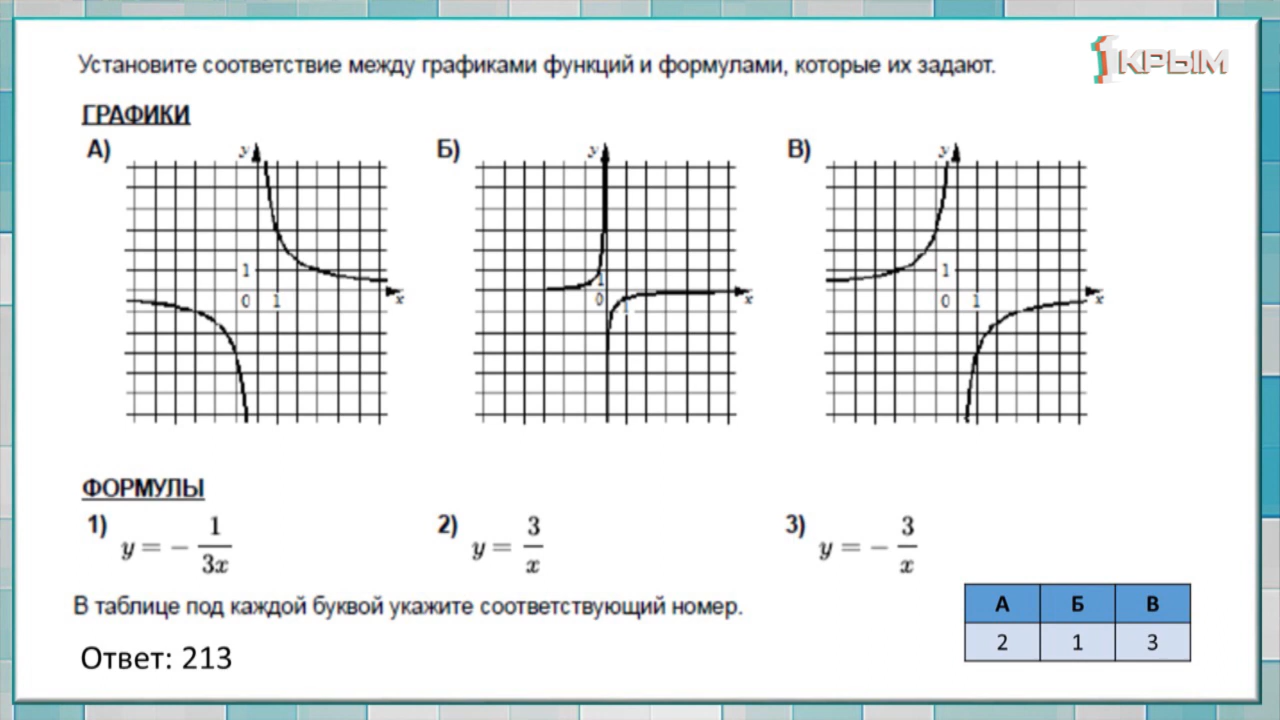 Установите соответствие между графиками функций и формулами, которые их задают.
1КРЫМ
ГРАФИКИ
А) Б) В)
y y y
1 1 1
0 1 x 0 1 x 0 1 x
ФОРМУЛЫ
1) y = − 1/(3x) 2) y = 3/x 3) y = − 3/x
В таблице под каждой буквой укажите соответствующий номер.
А Б В
2 1 3
Ответ: 213